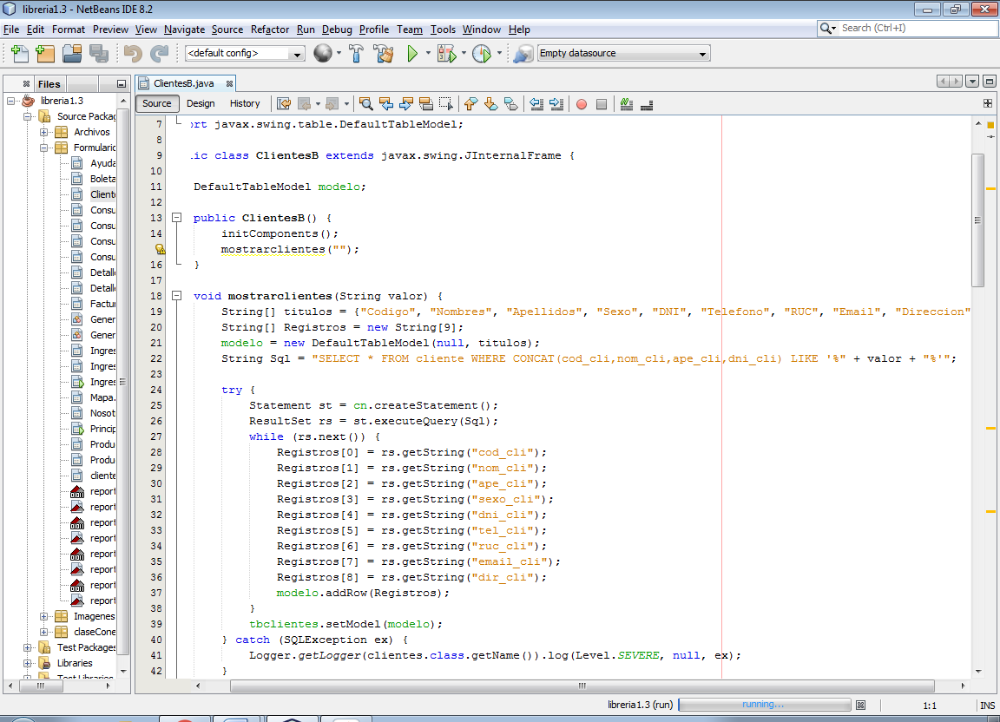 libreria1.3 - NetBeans IDE 8.2
File Edit Format Preview View Navigate Source Refactor Run Debug Profile Team Tools Window Help
Search (Ctrl+I)
<default config>
Empty datasource
Files
ClientesB.java
libreria1.3
Source Packag
Archivos
Formulario
Ayuda
Boleta
Cliente
Consu
Consu
Consu
Consu
Detall
Detall
Factur
Gener
Gener
Ingres
Ingres
Ingres
Mapa.
Nosot
Princip
Produ
Produ
cliente
report
report
report
report
report
report
report
report
Imagenes
claseCone
Test Packages
Libraries
Test Libraries
Source Design History
7 ort javax.swing.table.DefaultTableModel;
8
9 ic class ClientesB extends javax.swing.JInternalFrame {
10
11 DefaultTableModel modelo;
12
13 public ClientesB() {
14 initComponents();
mostrarclientes("");
16 }
17
18 void mostrarclientes(String valor) {
19 String[] titulos = {"Codigo", "Nombres", "Apellidos", "Sexo", "DNI", "Telefono", "RUC", "Email", "Direccion"
20 String[] Registros = new String[9];
21 modelo = new DefaultTableModel(null, titulos);
22 String Sql = "SELECT * FROM cliente WHERE CONCAT(cod_cli,nom_cli,ape_cli,dni_cli) LIKE '%" + valor + "%'";
23
24 try {
25 Statement st = cn.createStatement();
26 ResultSet rs = st.executeQuery(Sql);
27 while (rs.next()) {
28 Registros[0] = rs.getString("cod_cli");
29 Registros[1] = rs.getString("nom_cli");
30 Registros[2] = rs.getString("ape_cli");
31 Registros[3] = rs.getString("sexo_cli");
32 Registros[4] = rs.getString("dni_cli");
33 Registros[5] = rs.getString("tel_cli");
34 Registros[6] = rs.getString("ruc_cli");
35 Registros[7] = rs.getString("email_cli");
36 Registros[8] = rs.getString("dir_cli");
37 modelo.addRow(Registros);
38 }
39 tbclientes.setModel(modelo);
40 } catch (SQLException ex) {
41 Logger.getLogger(clientes.class.getName()).log(Level.SEVERE, null, ex);
42 }
libreria1.3 (run) running... 1:1 INS